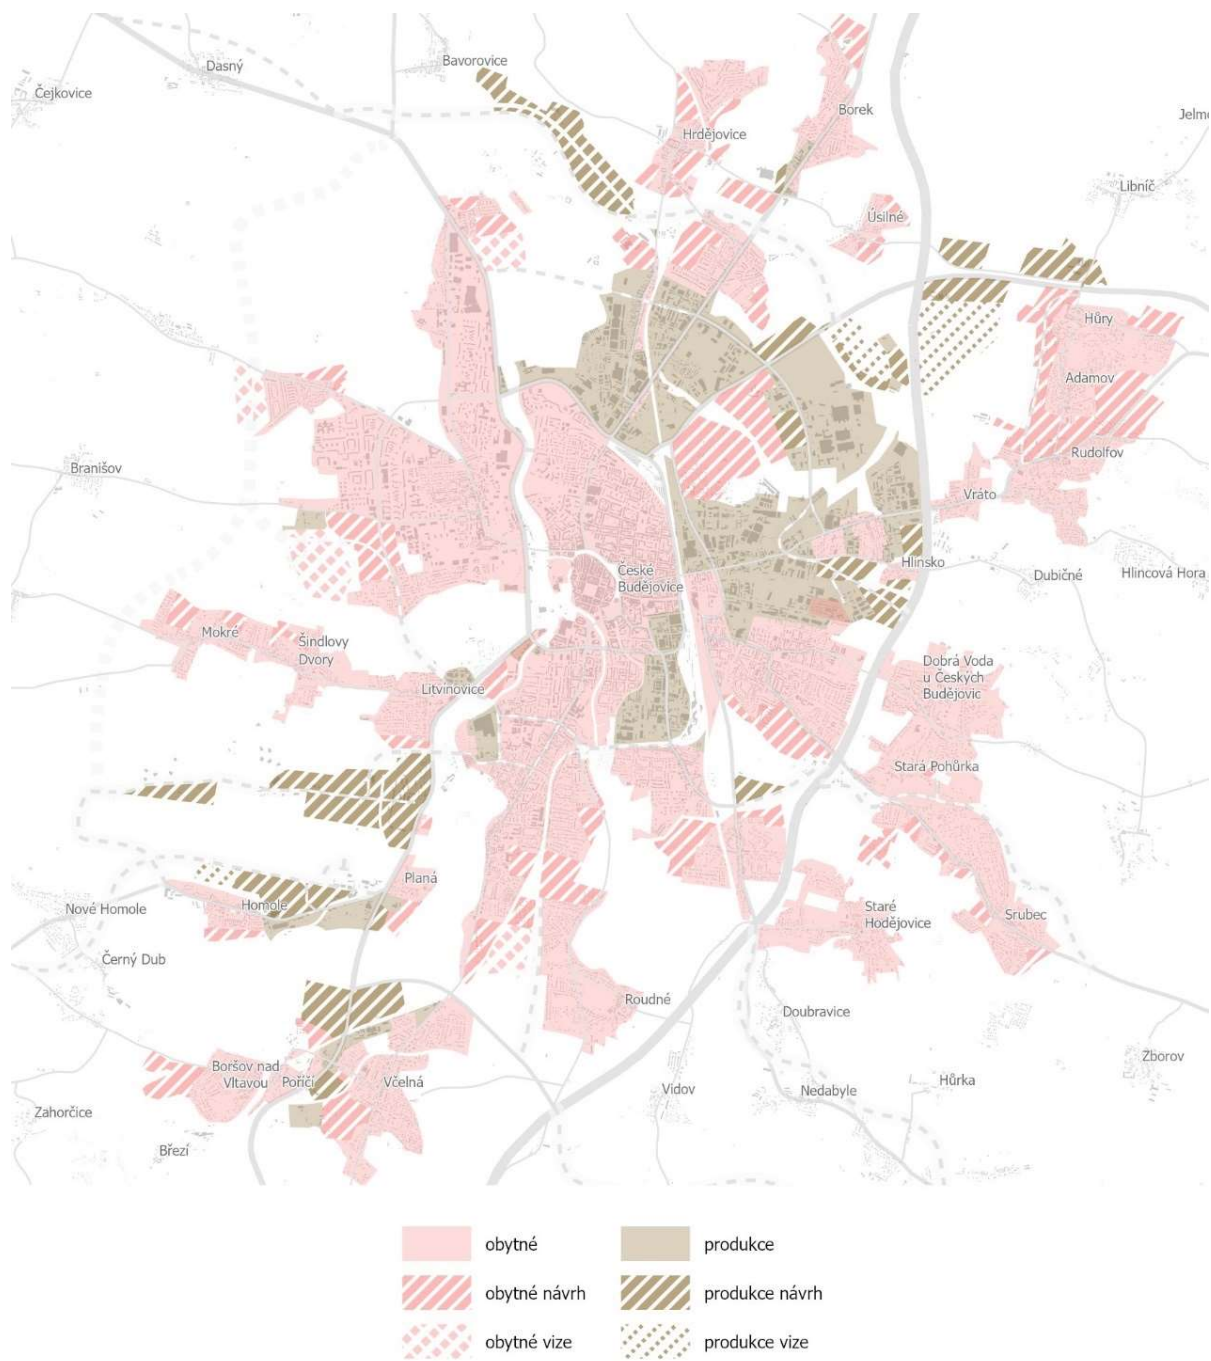 Dasný
Bavorovice
Čejkovice
Borek
Jelmo
Hrdějovice
Libníč
Úsilné
Hůry
Adamov
Rudolfov
Branišov
Vráto
České
Budějovice
Hlinsko
Dubičné
Hlincová Hora
Mokré
Šindlovy
Dvory
Litvínovice
Dobrá Voda
u Českých
Budějovic
Stará Pohůrka
Planá
Nové Homole
Homole
Staré
Hodějovice
Srubec
Černý Dub
Roudné
Doubravice
Boršov nad
Vltavou
Poříčí
Včelná
Zborov
Hůrka
Vidov
Nedabyle
Zahorčice
Březí
obytné
produkce
obytné návrh
produkce návrh
obytné vize
produkce vize